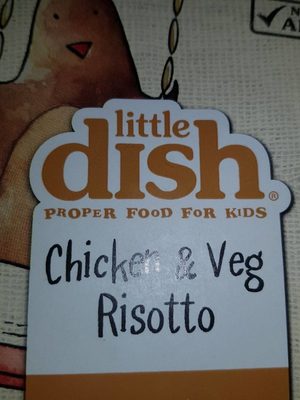 little
dish®
PROPER FOOD FOR KIDS
Chicken & Veg
Risotto